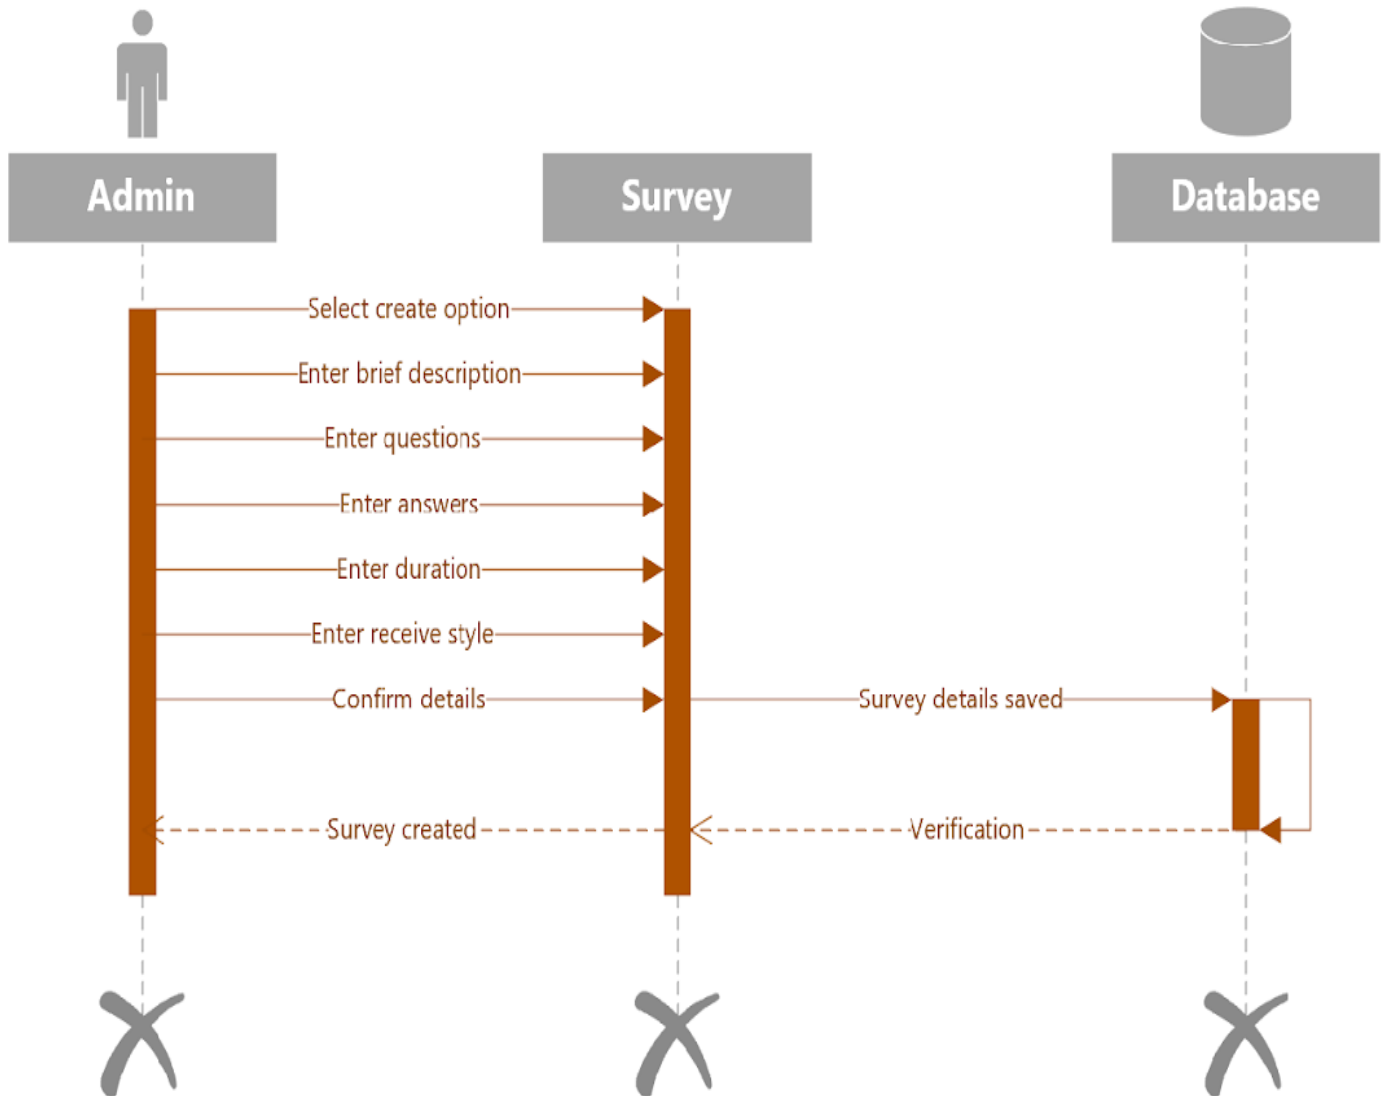 Admin
Survey
Database
Select create option
Enter brief description
Enter questions
Enter answers
Enter duration
Enter receive style
Confirm details
Survey details saved
Survey created
Verification